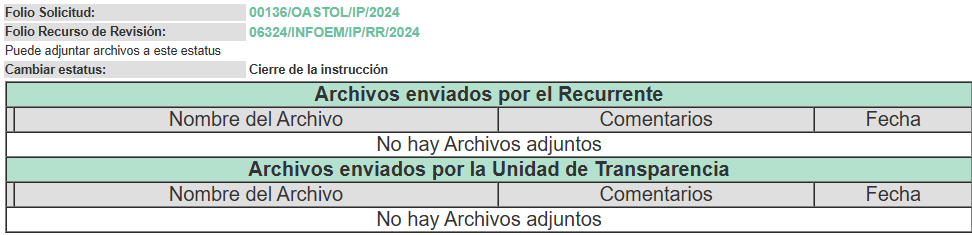 Folio Solicitud: 00136/OASTOL/IP/2024
Folio Recurso de Revisión: 06324/INFOEM/IP/RR/2024
Puede adjuntar archivos a este estatus
Cambiar estatus: Cierre de la instrucción
Archivos enviados por el Recurrente
Nombre del Archivo Comentarios Fecha
No hay Archivos adjuntos
Archivos enviados por la Unidad de Transparencia
Nombre del Archivo Comentarios Fecha
No hay Archivos adjuntos